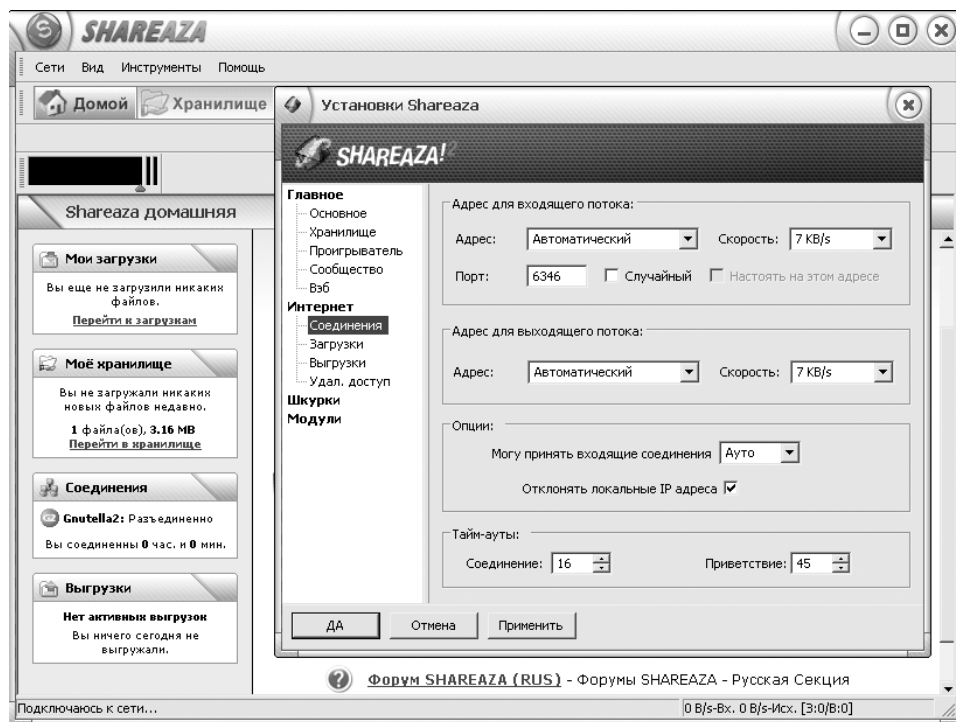 SHAREAZA
Сети Вид Инструменты Помощь
Домой Хранилище
Установки Shareaza
SHAREAZA!2
Shareaza домашняя
Мои загрузки
Вы еще не загрузили никаких
файлов.
Перейти к загрузкам
Моё хранилище
Вы не загружали никаких
новых файлов недавно.
1 файла(ов), 3.16 MB
Перейти в хранилище
Соединения
Gnutella2: Разъединенно
Вы соединенны 0 час. и 0 мин.
Выгрузки
Нет активных выгрузок
Вы ничего сегодня не
выгружали.
Главное
Основное
Хранилище
Проигрыватель
Сообщество
Вэб
Интернет
Соединения
Загрузки
Выгрузки
Удал. доступ
Шкурки
Модули
Адрес для входящего потока:
Адрес: Автоматический Скорость: 7 KB/s
Порт: 6346 Случайный Настоять на этом адресе
Адрес для выходящего потока:
Адрес: Автоматический Скорость: 7 KB/s
Опции:
Могу принять входящие соединения Ауто
Отклонять локальные IP адреса
Тайм-ауты:
Соединение: 16 Приветствие: 45
ДА Отмена Применить
Форум SHAREAZA (RUS) - Форумы SHAREAZA - Русская Секция
Подключаюсь к сети... 0 B/s-Вх. 0 B/s-Исх. [3:0/B:0]